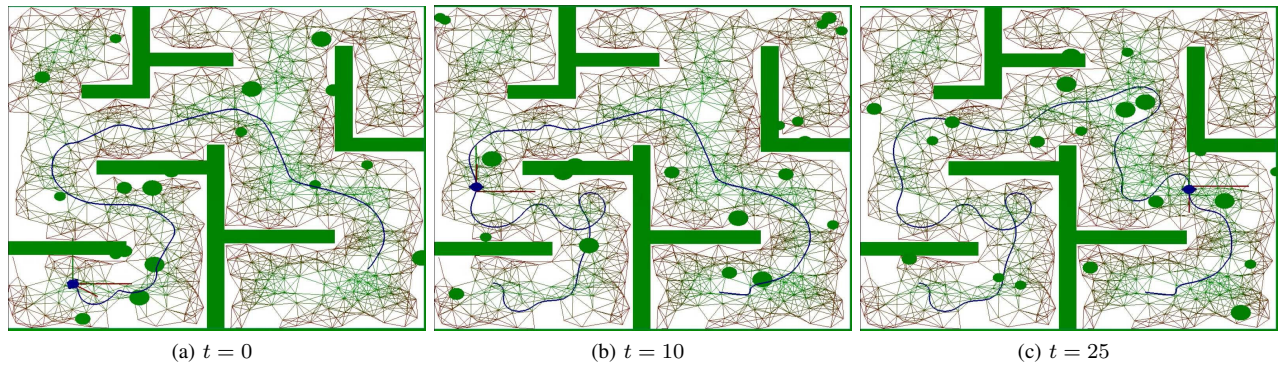 (a) t = 0
(b) t = 10
(c) t = 25